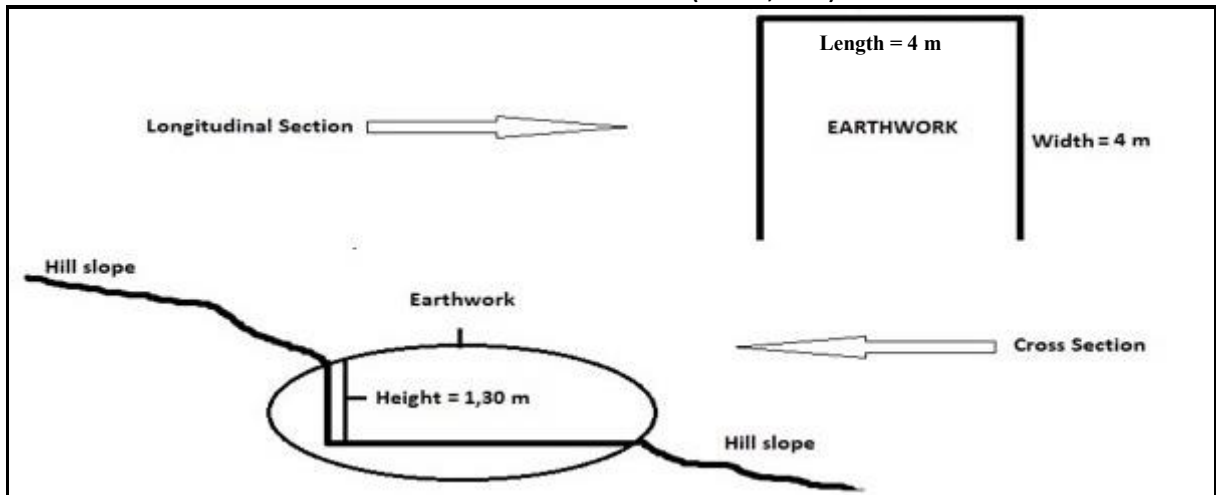 Length = 4 m
Longitudinal Section
EARTHWORK
Width = 4 m
Hill slope
Earthwork
Cross Section
Height = 1,30 m
Hill slope